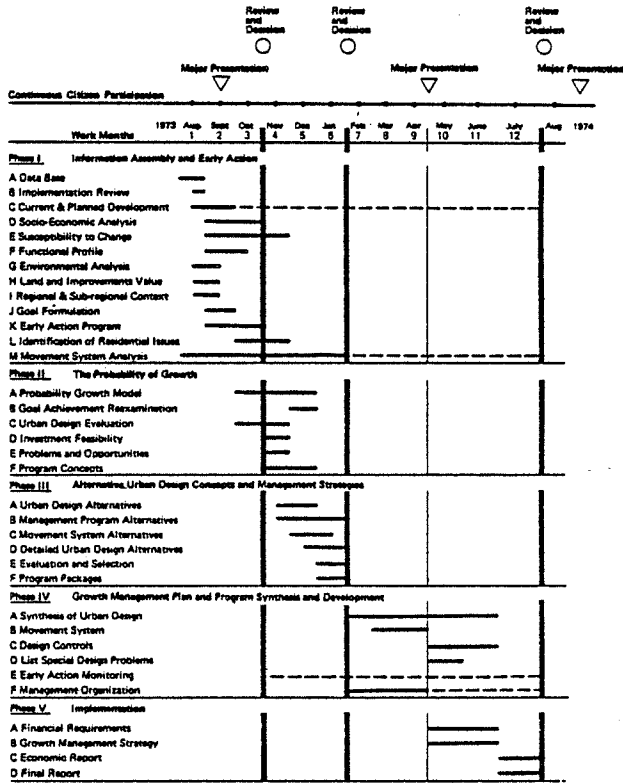 Review and Decision
Review and Decision
Review and Decision
Major Presentation
Major Presentation
Major Presentation
Continuous Citizen Participation
1973 Aug Sept Oct Nov Dec Jan Feb Mar Apr May June July Aug 1974
Work Months 1 2 3 4 5 6 7 8 9 10 11 12
Phase I Information Assembly and Early Action
A Data Base
B Implementation Review
C Current & Planned Development
D Socio-Economic Analysis
E Susceptibility to Change
F Functional Profile
G Environmental Analysis
H Land and Improvements Value
I Regional & Sub-regional Context
J Goal Formulation
K Early Action Program
L Identification of Residential Issues
M Movement System Analysis
Phase II The Probability of Growth
A Probability Growth Model
B Goal Achievement Reexamination
C Urban Design Evaluation
D Investment Feasibility
E Problems and Opportunities
F Program Concepts
Phase III Alternative Urban Design Concepts and Management Strategies
A Urban Design Alternatives
B Management Program Alternatives
C Movement System Alternatives
D Detailed Urban Design Alternatives
E Evaluation and Selection
F Program Packages
Phase IV Growth Management Plan and Program Synthesis and Development
A Synthesis of Urban Design
B Movement System
C Design Controls
D List Special Design Problems
E Early Action Monitoring
F Management Organization
Phase V Implementation
A Financial Requirements
B Growth Management Strategy
C Economic Report
D Final Report